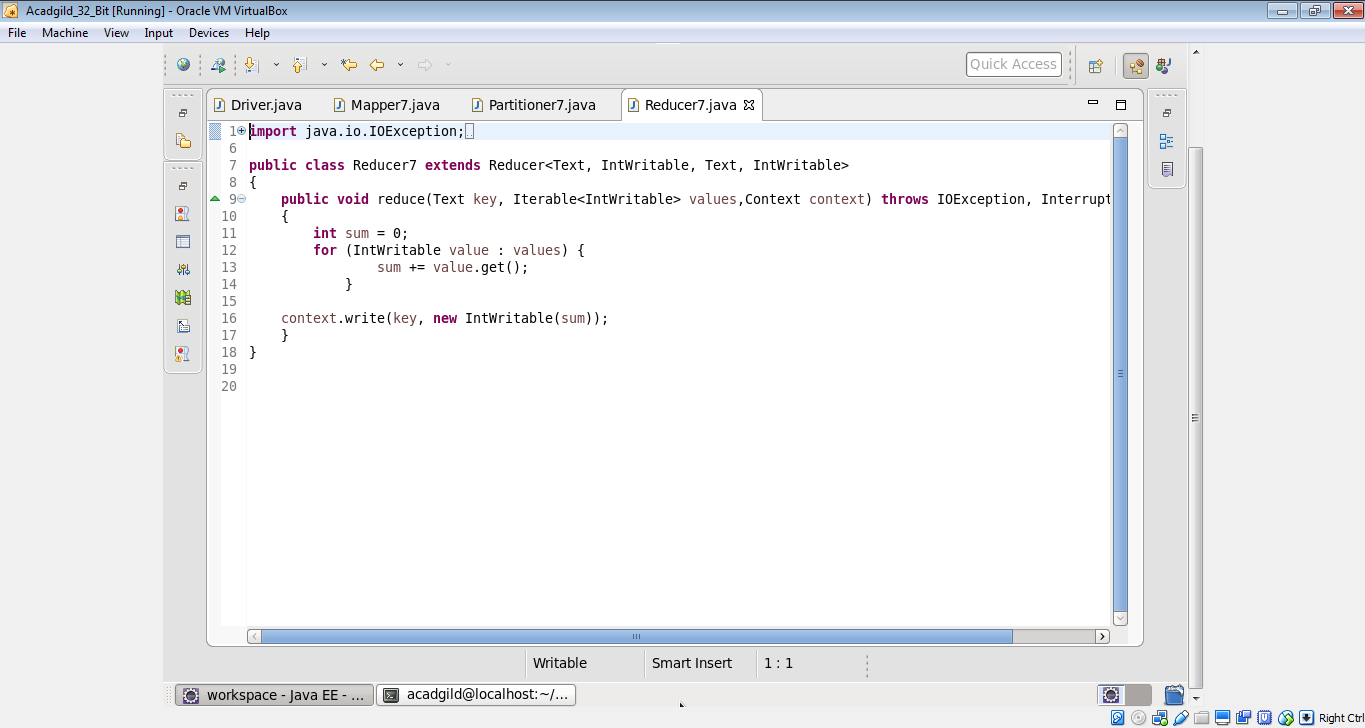 Acadgild_32_Bit [Running] - Oracle VM VirtualBox
File Machine View Input Devices Help
Quick Access
Driver.java Mapper7.java Partitioner7.java Reducer7.java
1 import java.io.IOException;
6
7 public class Reducer7 extends Reducer<Text, IntWritable, Text, IntWritable>
8 {
9 public void reduce(Text key, Iterable<IntWritable> values,Context context) throws IOException, Interrupt
10 {
11 int sum = 0;
12 for (IntWritable value : values) {
13 sum += value.get();
14 }
15
16 context.write(key, new IntWritable(sum));
17 }
18 }
19
20
Writable Smart Insert 1 : 1
workspace - Java EE - ... acadgild@localhost:~/...
Right Ctrl